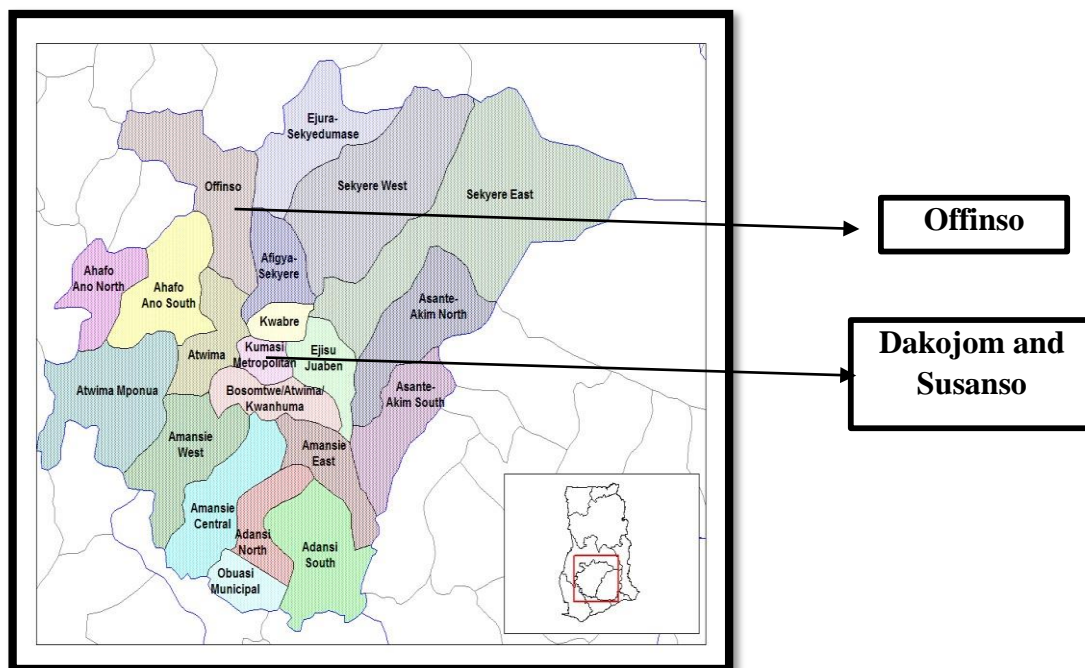 Ejura-
Sekyedumase
Offinso
Sekyere West
Sekyere East
Offinso
Afigya-
Sekyere
Ahafo
Ano North
Ahafo
Ano South
Asante-
Akim North
Kwabre
Atwima
Kumasi
Metropolitan
Ejisu
Juaben
Dakojom and
Susanso
Atwima Mponua
Bosomtwe/Atwima/
Kwanhuma
Asante-
Akim South
Amansie
West
Amansie
East
Amansie
Central
Adansi
North
Adansi
South
Obuasi
Municipal